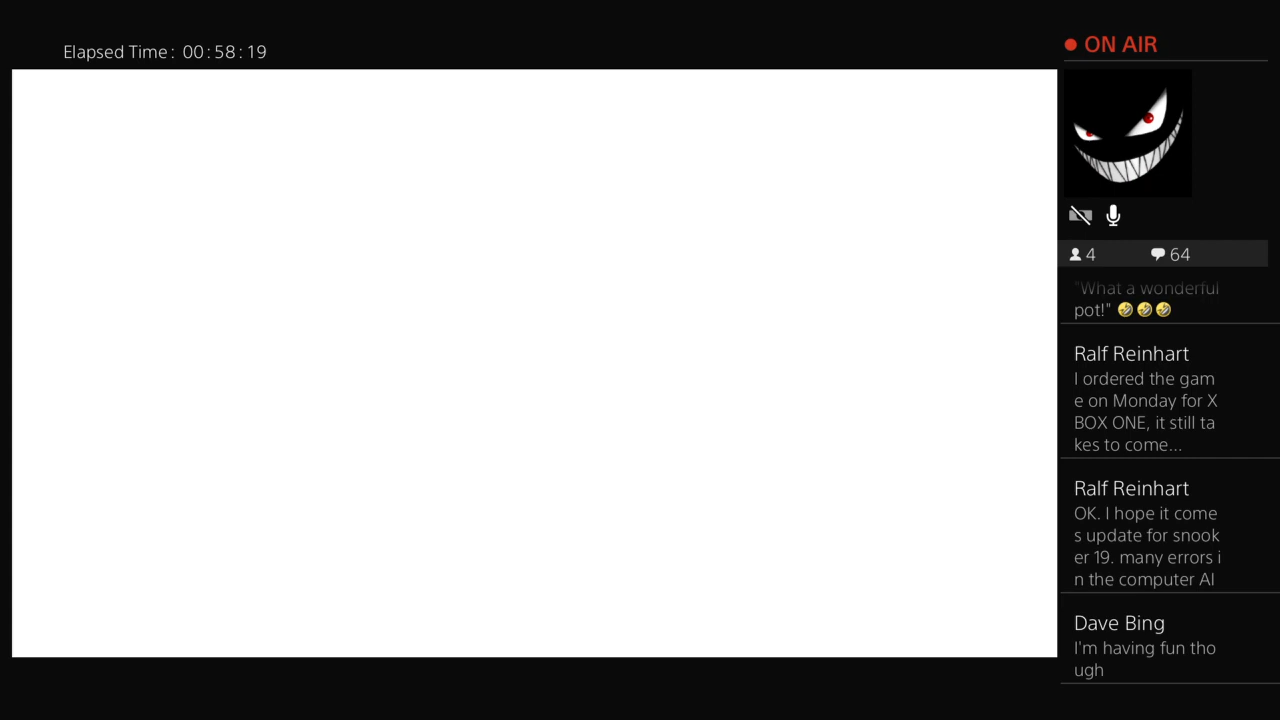 Elapsed Time: 00:58:19
ON AIR
4 64
"What a wonderful
pot!" 🤣🤣🤣
Ralf Reinhart
I ordered the gam
e on Monday for X
BOX ONE, it still ta
kes to come...
Ralf Reinhart
OK. I hope it come
s update for snook
er 19. many errors i
n the computer AI
Dave Bing
I'm having fun tho
ugh